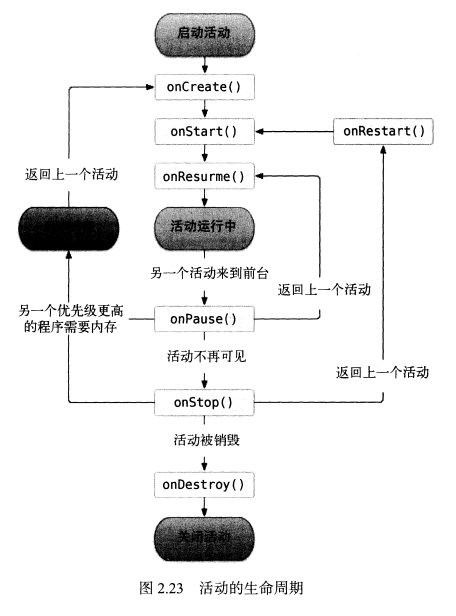 启动活动
onCreate()
onStart()
onRestart()
返回上一个活动
onResurme()
活动运行中
另一个活动来到前台
返回上一个活动
另一个优先级更高
的程序需要内存
onPause()
活动不再可见
返回上一个活动
onStop()
活动被销毁
onDestroy()
关闭活动
图 2.23 活动的生命周期